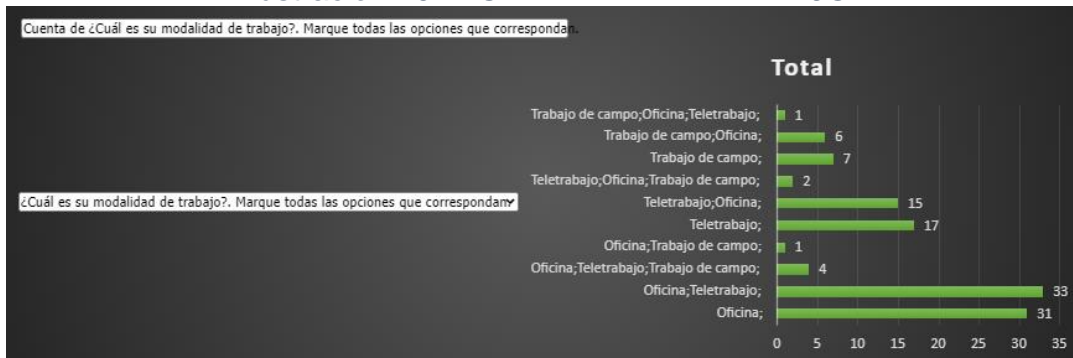 Cuenta de ¿Cuál es su modalidad de trabajo?. Marque todas las opciones que correspondan.
Total
Trabajo de campo;Oficina;Teletrabajo; 1
Trabajo de campo;Oficina; 6
Trabajo de campo; 7
Teletrabajo;Oficina;Trabajo de campo; 2
¿Cuál es su modalidad de trabajo?. Marque todas las opciones que correspondan
Teletrabajo;Oficina; 15
Teletrabajo; 17
Oficina;Trabajo de campo; 1
Oficina;Teletrabajo;Trabajo de campo; 4
Oficina;Teletrabajo; 33
Oficina; 31
0 5 10 15 20 25 30 35